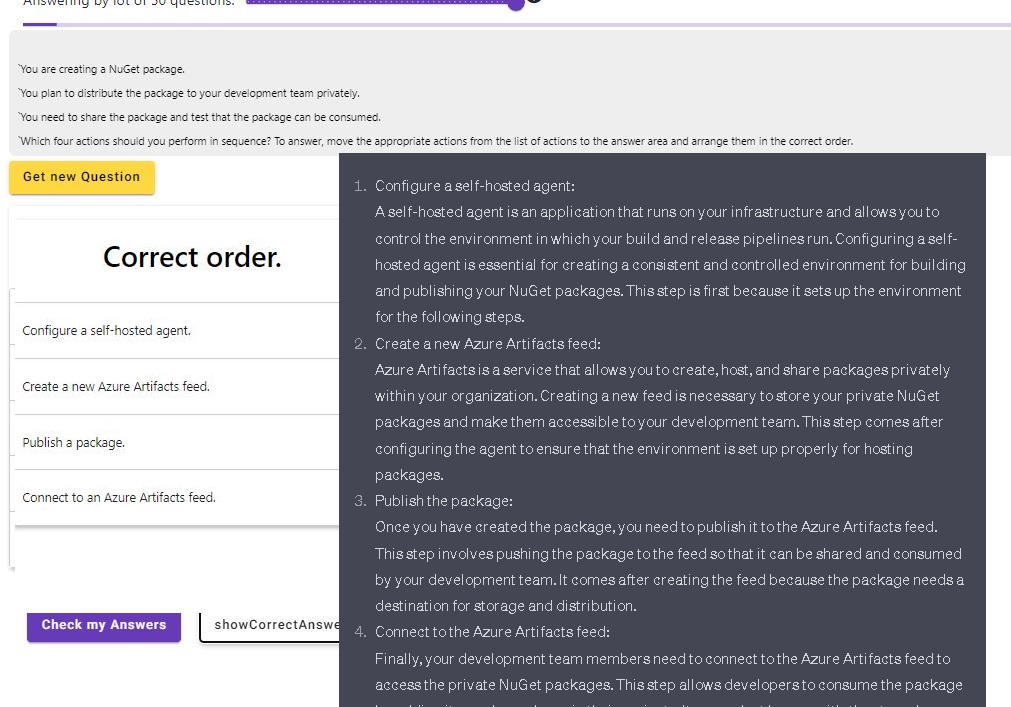 Answering by lot of 50 questions.
`You are creating a NuGet package.
`You plan to distribute the package to your development team privately.
`You need to share the package and test that the package can be consumed.
`Which four actions should you perform in sequence? To answer, move the appropriate actions from the list of actions to the answer area and arrange them in the correct order.
Get new Question
Correct order.
Configure a self-hosted agent.
Create a new Azure Artifacts feed.
Publish a package.
Connect to an Azure Artifacts feed.
Check my Answers
showCorrectAnswe
1. Configure a self-hosted agent:
A self-hosted agent is an application that runs on your infrastructure and allows you to
control the environment in which your build and release pipelines run. Configuring a self-
hosted agent is essential for creating a consistent and controlled environment for building
and publishing your NuGet packages. This step is first because it sets up the environment
for the following steps.
2. Create a new Azure Artifacts feed:
Azure Artifacts is a service that allows you to create, host, and share packages privately
within your organization. Creating a new feed is necessary to store your private NuGet
packages and make them accessible to your development team. This step comes after
configuring the agent to ensure that the environment is set up properly for hosting
packages.
3. Publish the package:
Once you have created the package, you need to publish it to the Azure Artifacts feed.
This step involves pushing the package to the feed so that it can be shared and consumed
by your development team. It comes after creating the feed because the package needs a
destination for storage and distribution.
4. Connect to the Azure Artifacts feed:
Finally, your development team members need to connect to the Azure Artifacts feed to
access the private NuGet packages. This step allows developers to consume the package